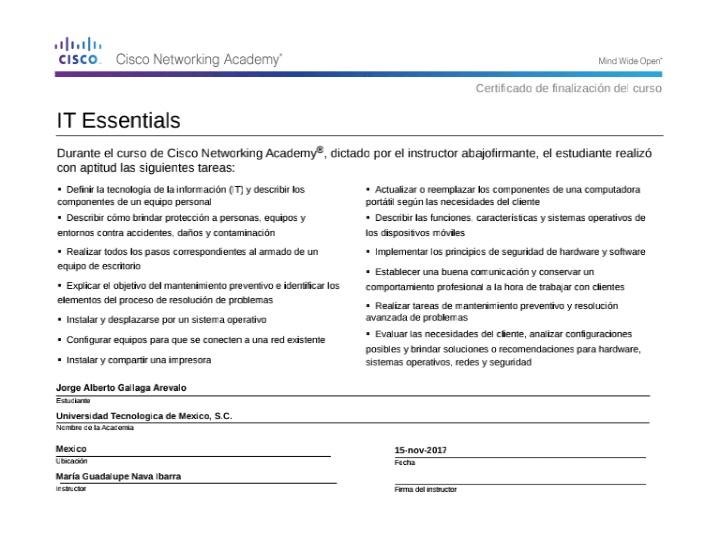 CISCO. Cisco Networking Academy® Mind Wide Open™
Certificado de finalización del curso
IT Essentials
Durante el curso de Cisco Networking Academy®, dictado por el instructor abajofirmante, el estudiante realizó
con aptitud las siguientes tareas:
▪ Definir la tecnología de la información (IT) y describir los
componentes de un equipo personal
▪ Describir cómo brindar protección a personas, equipos y
entornos contra accidentes, daños y contaminación
▪ Realizar todos los pasos correspondientes al armado de un
equipo de escritorio
▪ Explicar el objetivo del mantenimiento preventivo e identificar los
elementos del proceso de resolución de problemas
▪ Instalar y desplazarse por un sistema operativo
▪ Configurar equipos para que se conecten a una red existente
▪ Instalar y compartir una impresora
▪ Actualizar o reemplazar los componentes de una computadora
portátil según las necesidades del cliente
▪ Describir las funciones, características y sistemas operativos de
los dispositivos móviles
▪ Implementar los principios de seguridad de hardware y software
▪ Establecer una buena comunicación y conservar un
comportamiento profesional a la hora de trabajar con clientes
▪ Realizar tareas de mantenimiento preventivo y resolución
avanzada de problemas
▪ Evaluar las necesidades del cliente, analizar configuraciones
posibles y brindar soluciones o recomendaciones para hardware,
sistemas operativos, redes y seguridad
Jorge Alberto Gallaga Arevalo
Estudiante
Universidad Tecnologica de Mexico, S.C.
Nombre de la Academia
Mexico
Ubicación
15-nov-2017
Fecha
María Guadalupe Nava Ibarra
Instructor
Firma del instructor